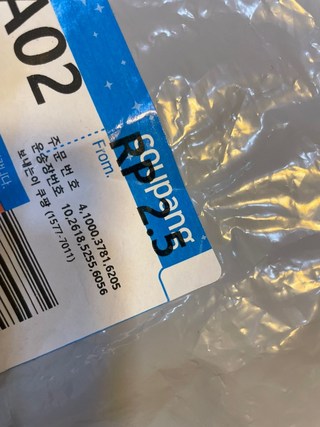 A02
coupang
RP 2.5
From.
주 문 번 호 4,1000,3781,6205
운송장번호 10,2618,5255,6056
보내는이 쿠팡 (1577-7011)